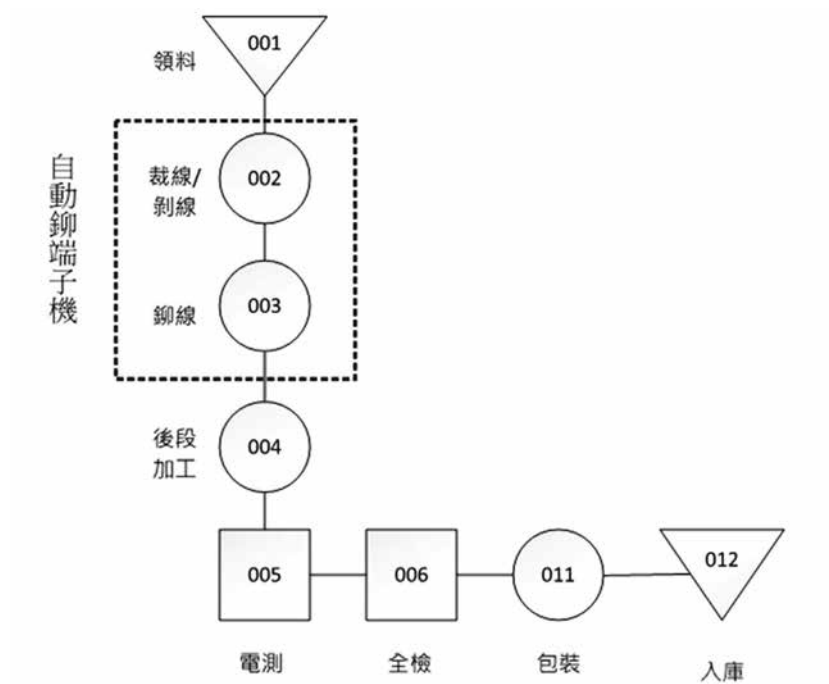 001
領料
自動鉚端子機
裁線/
剝線
002
鉚線
003
後段
加工
004
005
006
011
012
電測
全檢
包裝
入庫